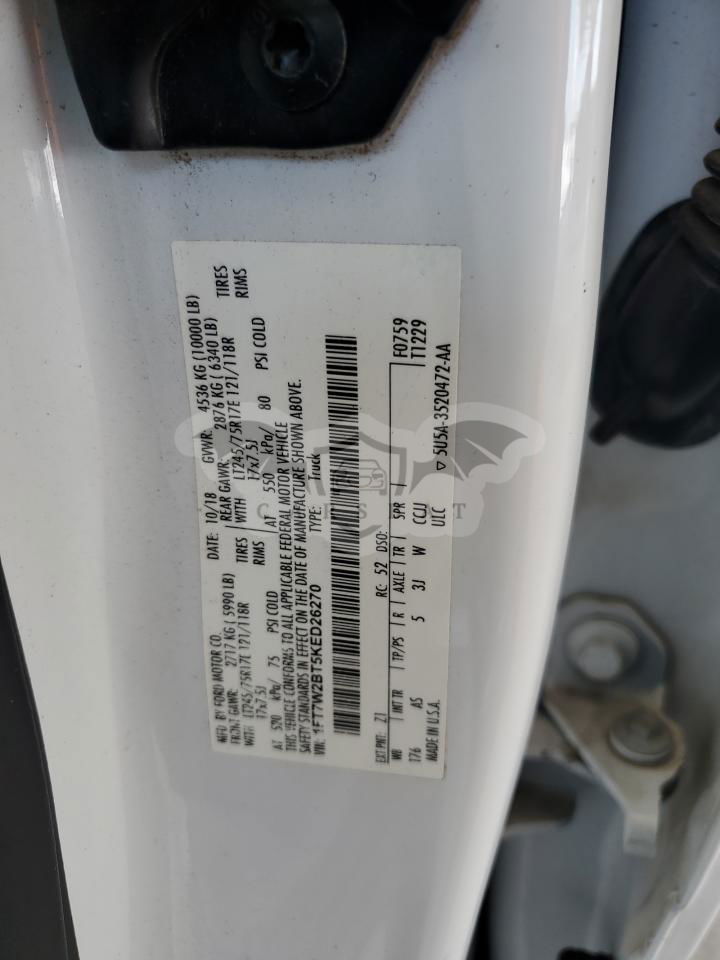 MFD BY FORD MOTOR CO.
DATE: 10/18 GVWR: 4536 KG (10000 LB)
FRONT GAWR: 2717 KG ( 5990 LB) REAR GAWR: 2876 KG ( 6340 LB)
WITH LT245/75R17E 121/118R TIRES WITH LT245/75R17E 121/118R TIRES
17x7.5J RIMS 17x7.5J RIMS
AT 520 kPa/ 75 PSI COLD AT 550 kPa/ 80 PSI COLD
THIS VEHICLE CONFORMS TO ALL APPLICABLE FEDERAL MOTOR VEHICLE
SAFETY STANDARDS IN EFFECT ON THE DATE OF MANUFACTURE SHOWN ABOVE.
VIN: 1FT7W2BT5KED26270 TYPE: Truck
EXT PNT: Z1 RC: 52 DSO: F0759
WB INT TR TP/PS R AXLE TR SPR T1229
176 AS 5 3J W CCJJ
MADE IN U.S.A. ULC ▽ 5U5A-3520472-AA